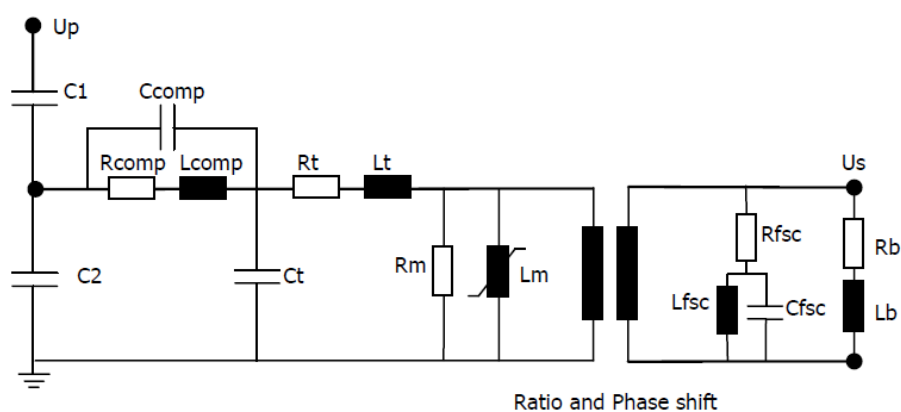 Up
C1
Ccomp
Rcomp Lcomp
Rt
Lt
Us
Rfsc
Rb
Rm
Lm
C2
Ct
Lfsc
Cfsc
Lb
Ratio and Phase shift